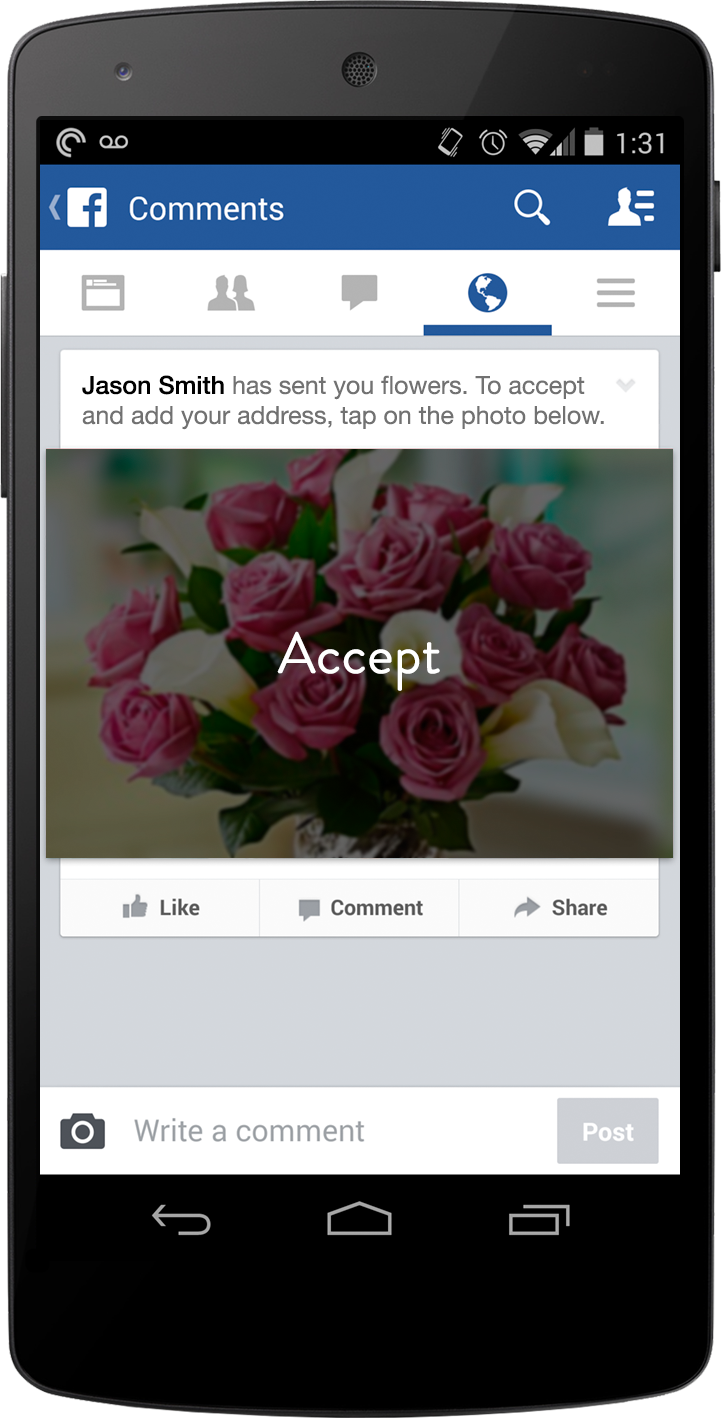 1:31
Comments
Jason Smith has sent you flowers. To accept
and add your address, tap on the photo below.
Accept
Like Comment Share
Write a comment Post